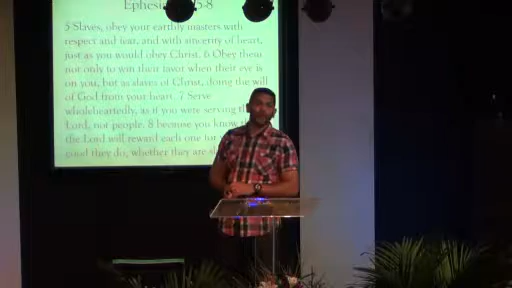 5-8
5 Slaves, obey your earthly masters with
respect and fear, and with sincerity of heart,
just as you would obey Christ. 6 Obey them
not only to win their favor when their eye is
on you, but as slaves of Christ, doing the will
of God from your heart. 7 Serve
wholeheartedly, as if you were serving the
Lord, not people, 8 because you know
the Lord will reward each one for
good they do, whether they are